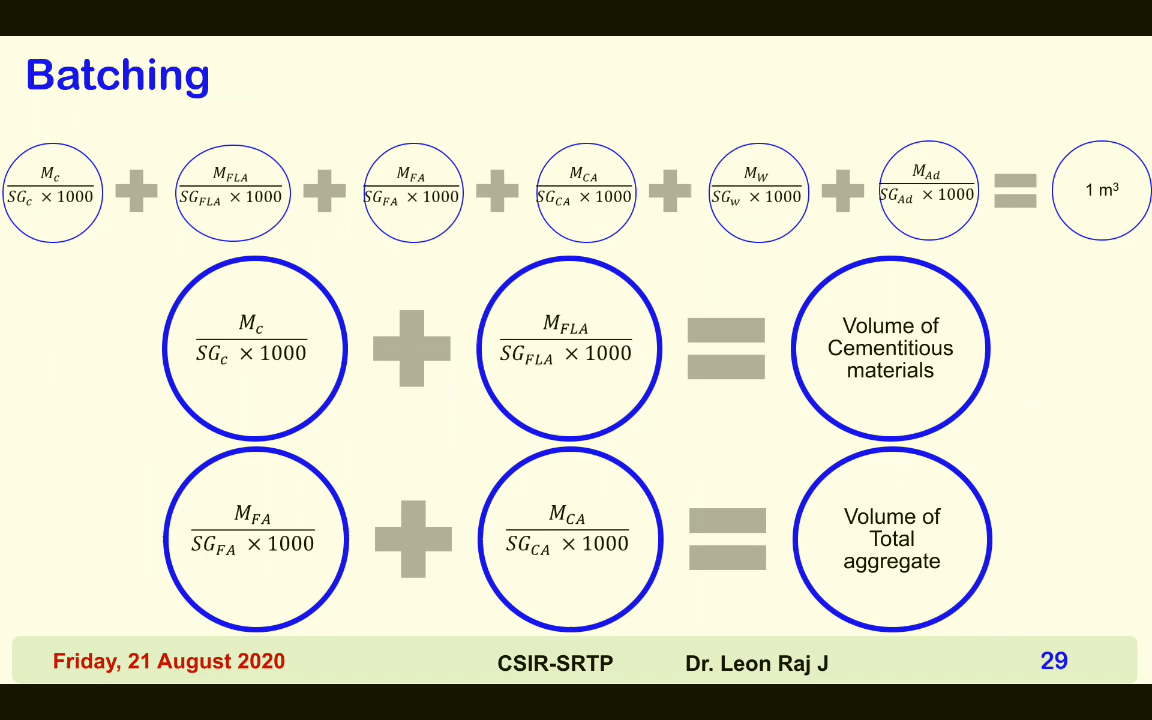 Batching
M_c / SG_c × 1000 + M_FLA / SG_FLA × 1000 + M_FA / SG_FA × 1000 + M_CA / SG_CA × 1000 + M_W / SG_w × 1000 + M_Ad / SG_Ad × 1000 = 1 m³
M_c / SG_c × 1000 + M_FLA / SG_FLA × 1000 =
Volume of
Cementitious
materials
M_FA / SG_FA × 1000 + M_CA / SG_CA × 1000 =
Volume of
Total
aggregate
Friday, 21 August 2020 CSIR-SRTP Dr. Leon Raj J 29